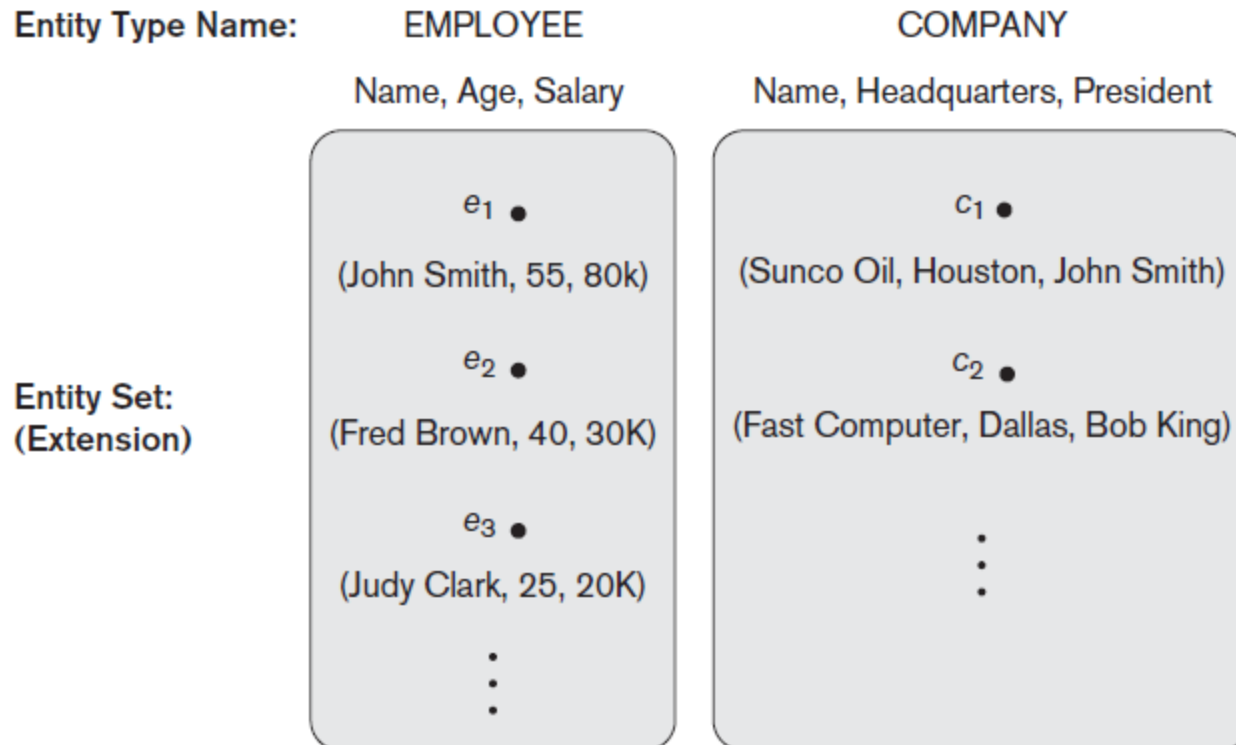 Entity Type Name: EMPLOYEE COMPANY
Name, Age, Salary Name, Headquarters, President
e1 c1
(John Smith, 55, 80k) (Sunco Oil, Houston, John Smith)
e2 c2
Entity Set:
(Extension)
(Fred Brown, 40, 30K) (Fast Computer, Dallas, Bob King)
e3
(Judy Clark, 25, 20K)